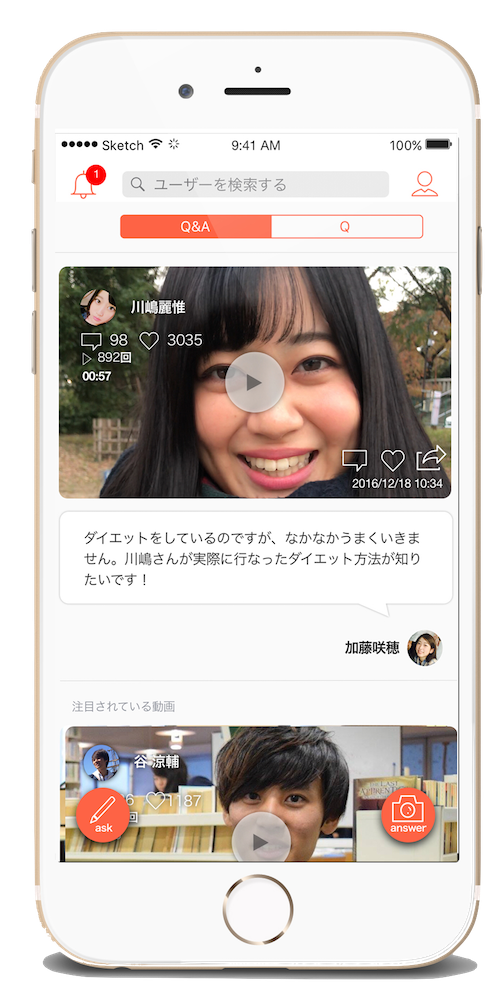 Sketch 9:41 AM 100%
1
ユーザーを検索する
Q&A Q
川嶋麗惟
98 3035
892回
00:57
2016/12/18 10:34
ダイエットをしているのですが、なかなかうまくいきま
せん。川嶋さんが実際に行なったダイエット方法が知り
たいです！
加藤咲穂
注目されている動画
谷 涼輔
6 1187
回
ask
answer